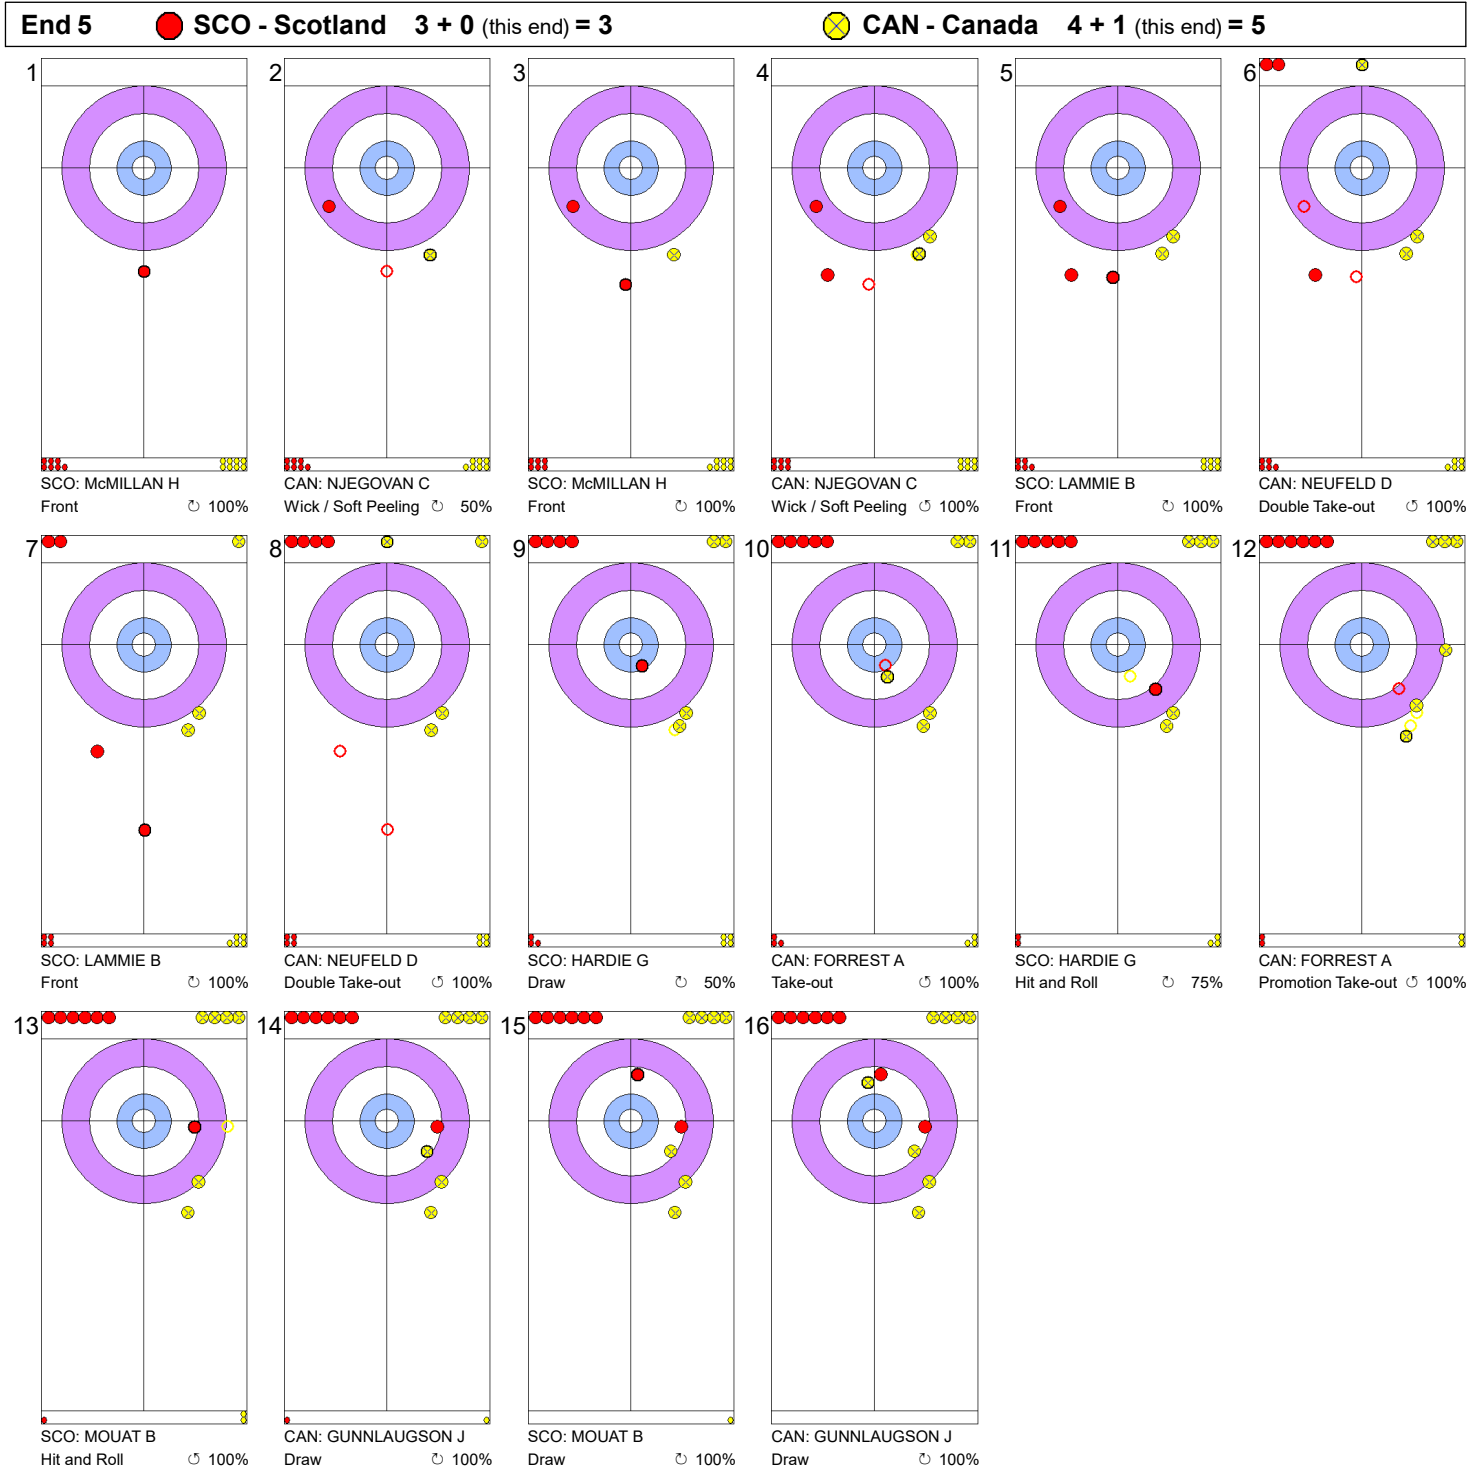 End 5 SCO - Scotland 3 + 0 (this end) = 3 CAN - Canada 4 + 1 (this end) = 5
1 2 3 4 5 6
SCO: McMILLAN H CAN: NJEGOVAN C SCO: McMILLAN H CAN: NJEGOVAN C SCO: LAMMIE B CAN: NEUFELD D
Front ↻ 100% Wick / Soft Peeling ↻ 50% Front ↻ 100% Wick / Soft Peeling ↺ 100% Front ↻ 100% Double Take-out ↺ 100%
7 8 9 10 11 12
SCO: LAMMIE B CAN: NEUFELD D SCO: HARDIE G CAN: FORREST A SCO: HARDIE G CAN: FORREST A
Front ↺ 100% Double Take-out ↺ 100% Draw ↻ 50% Take-out ↺ 100% Hit and Roll ↻ 75% Promotion Take-out ↺ 100%
13 14 15 16
SCO: MOUAT B CAN: GUNNLAUGSON J SCO: MOUAT B CAN: GUNNLAUGSON J
Hit and Roll ↺ 100% Draw ↺ 100% Draw ↺ 100% Draw ↺ 100%